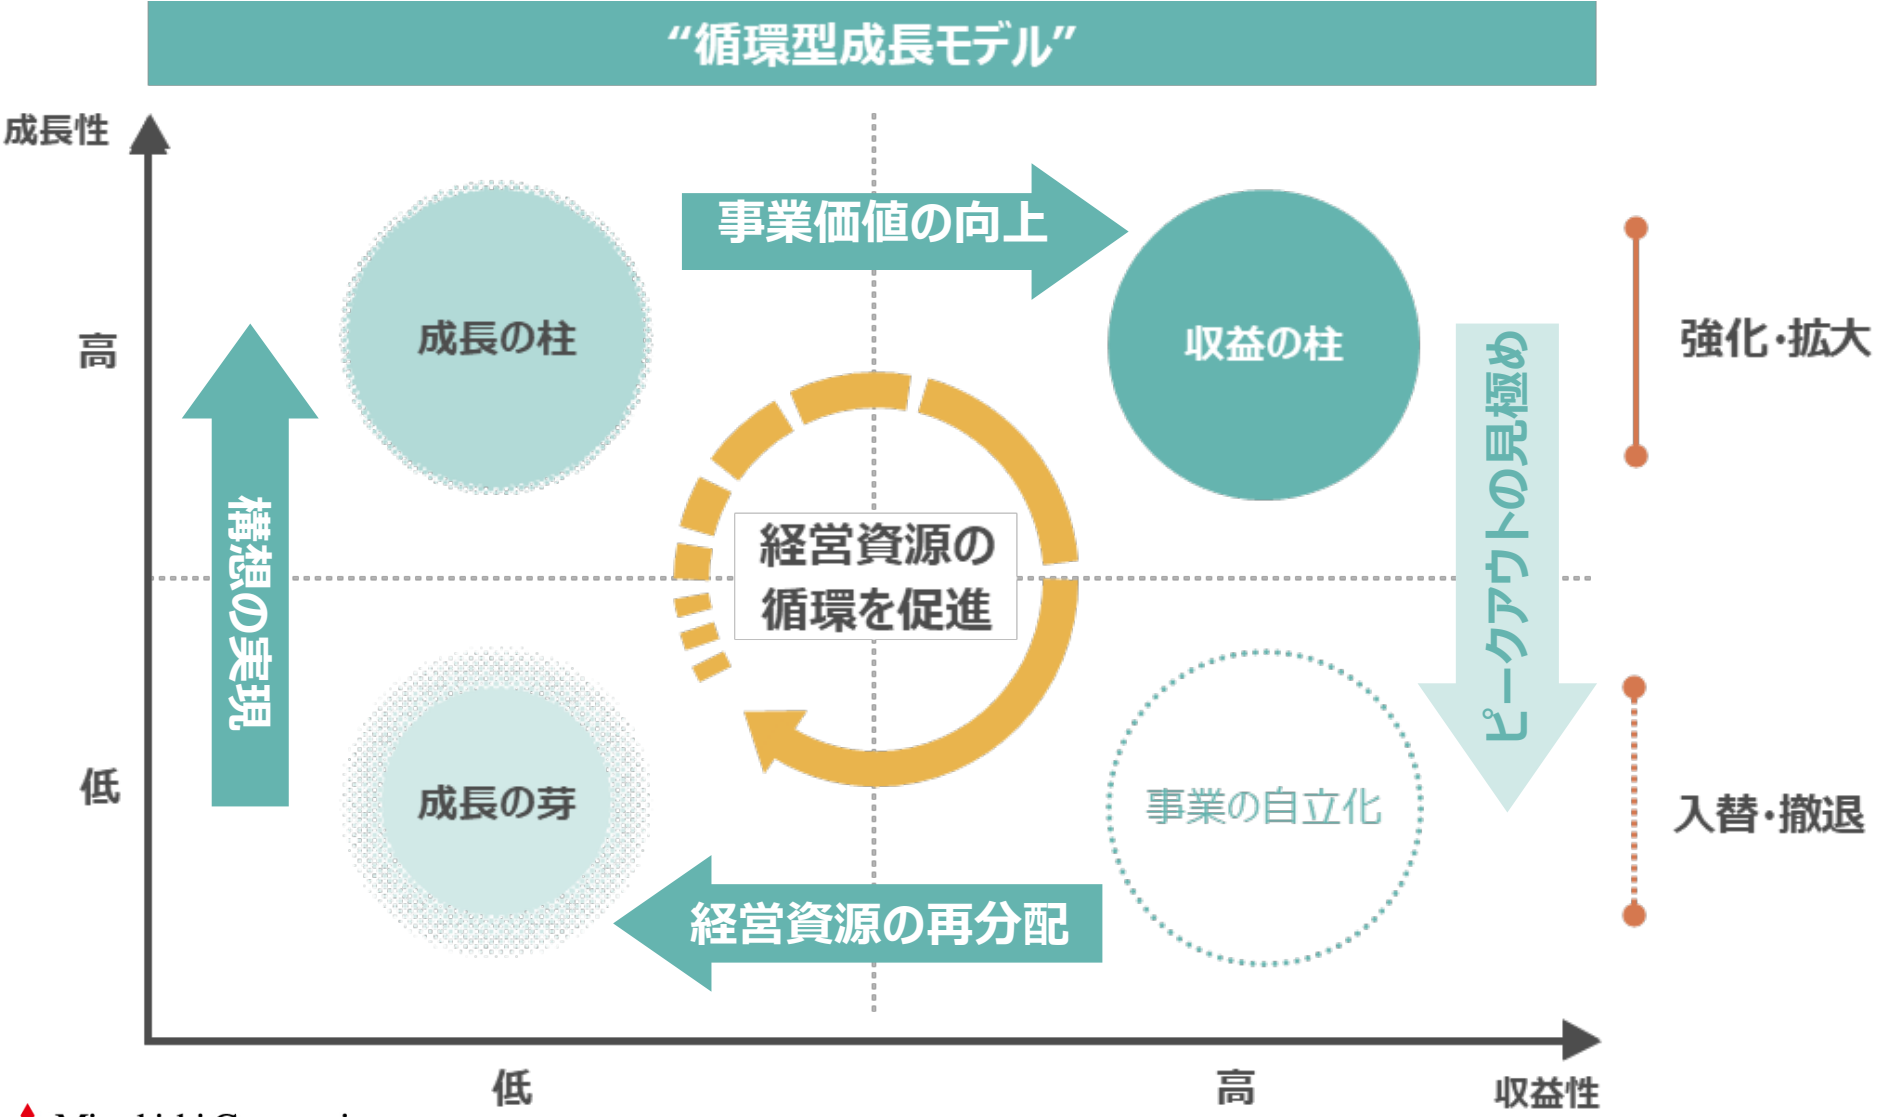 “循環型成長モデル”
成長性
事業価値の向上
成長の柱
収益の柱
強化・拡大
高
ピークアウトの見極め
構想の実現
経営資源の
循環を促進
低
成長の芽
事業の自立化
入替・撤退
経営資源の再分配
低
高
収益性